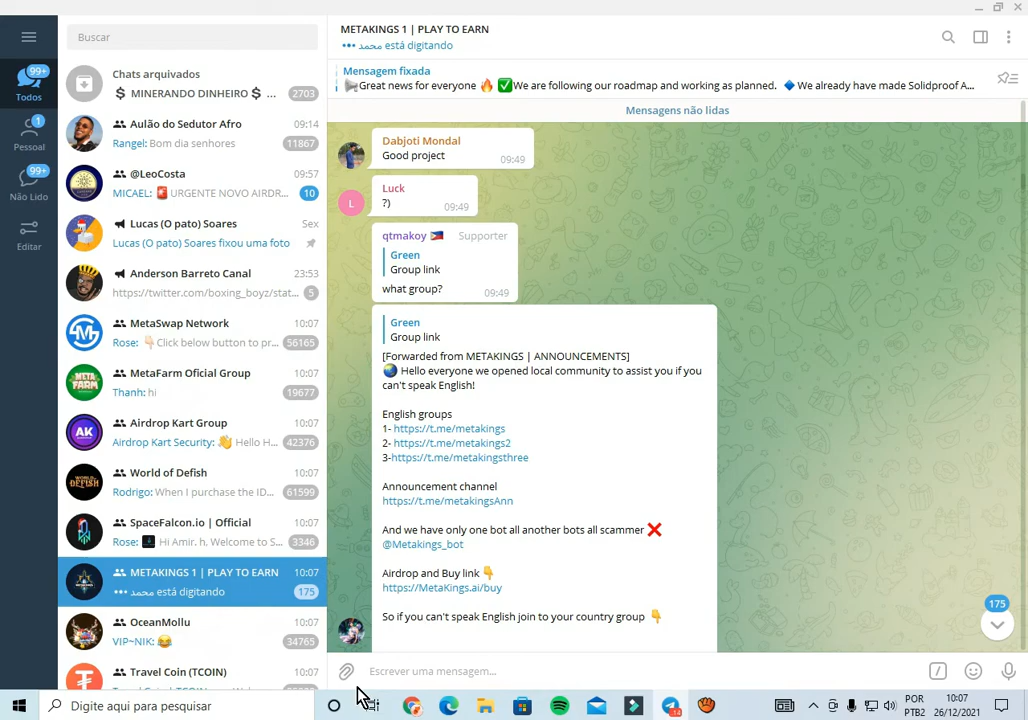 Buscar
METAKINGS 1 | PLAY TO EARN
••• محمد está digitando
Mensagem fixada
📢Great news for everyone 🔥 ✅We are following our roadmap and working as planned. 🔹We already have made Solidproof A...
Mensagens não lidas
99+
Todos
1
Pessoal
99+
Não Lido
Editar
Chats arquivados
$ MINERANDO DINHEIRO $ ... 2703
Aulão do Sedutor Afro 09:14
Rangel: Bom dia senhores 11867
@LeoCosta 09:57
MICAEL: 🚨 URGENTE NOVO AIRDR... 10
Lucas (O pato) Soares Sex
Lucas (O pato) Soares fixou uma foto
Anderson Barreto Canal 23:53
https://twitter.com/boxing_boyz/stat... 5
MetaSwap Network 10:07
Rose: 👇🏻Click below button to pr... 56165
META FARM
MetaFarm Oficial Group 10:07
Thanh: hi 19677
AK
Airdrop Kart Group 10:07
Airdrop Kart Security: 👋 Hello H... 42376
World of Defish 10:07
Rodrigo: When I purchase the ID... 61599
SpaceFalcon.io | Official 10:07
Rose: Hi Amir. h. Welcome to S... 3346
METAKINGS 1 | PLAY TO EARN 10:07
••• محمد está digitando 175
OceanMollu 10:07
VIP~NIK: 😂 34765
Travel Coin (TCOIN) 10:07
Dabjoti Mondal
Good project
09:49
L
Luck
?)
09:49
qtmakoy 🇵🇭 Supporter
Green
Group link
what group?
09:49
Green
Group link
[Forwarded from METAKINGS | ANNOUNCEMENTS]
🌏 Hello everyone we opened local community to assist you if you
can't speak English!
English groups
1- https://t.me/metakings
2- https://t.me/metakings2
3-https://t.me/metakingsthree
Announcement channel
https://t.me/metakingsAnn
And we have only one bot all another bots all scammer ❌
@Metakings_bot
Airdrop and Buy link 👇
https://MetaKings.ai/buy
So if you can't speak English join to your country group 👇
175
Escrever uma mensagem...
Digite aqui para pesquisar
POR
PTB2
10:07
26/12/2021